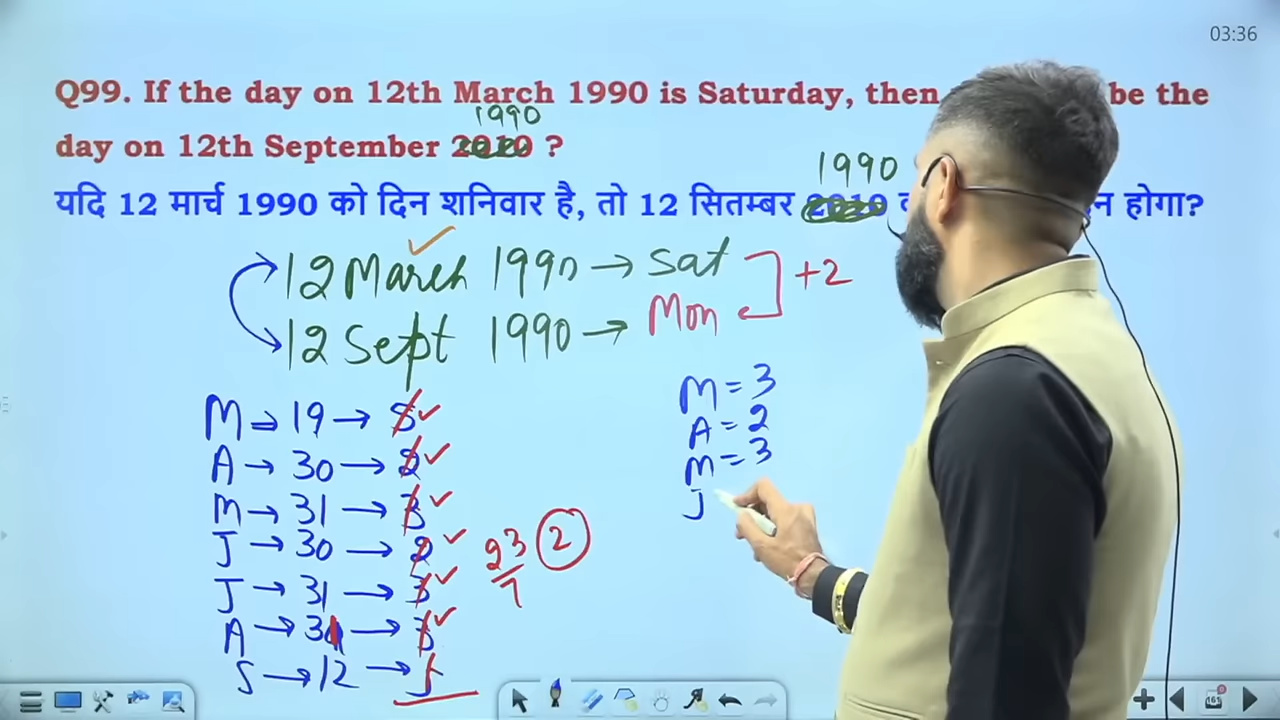 03:36
Q99. If the day on 12th March 1990 is Saturday, then be the
1990
day on 12th September 2010 ?
1990
यदि 12 मार्च 1990 को दिन शनिवार है, तो 12 सितम्बर 2010 होगा?
12 March 1990 → Sat
+2
12 Sept 1990 → Mon
M → 19 → 5
A → 30 → 2
M → 31 → 3
J → 30 → 2
J → 31 → 3
A → 31 → 3
S → 12 → 5
23/7 2
M = 3
A = 2
M = 3
J
161